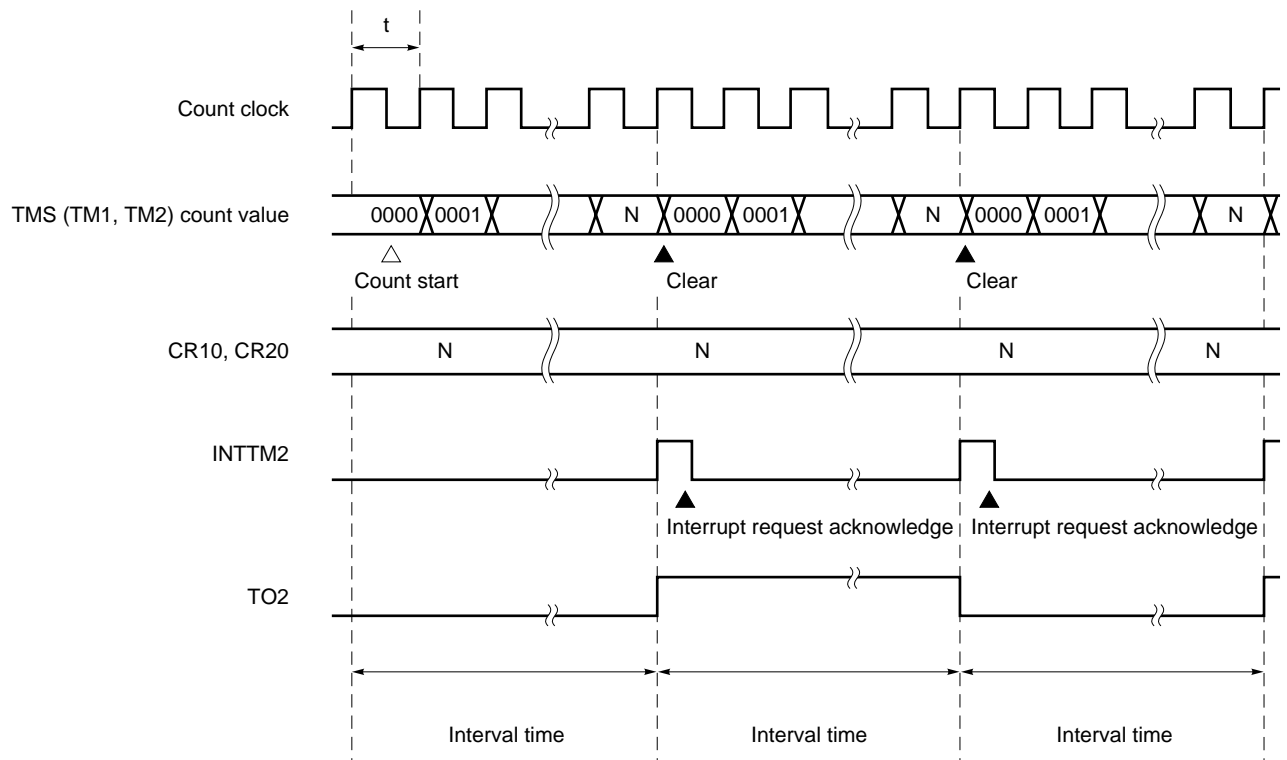 t
Count clock
TMS (TM1, TM2) count value
0000 0001 N 0000 0001 N 0000 0001 N
Count start Clear Clear
CR10, CR20
N N N N
INTTM2
Interrupt request acknowledge Interrupt request acknowledge
TO2
Interval time Interval time Interval time